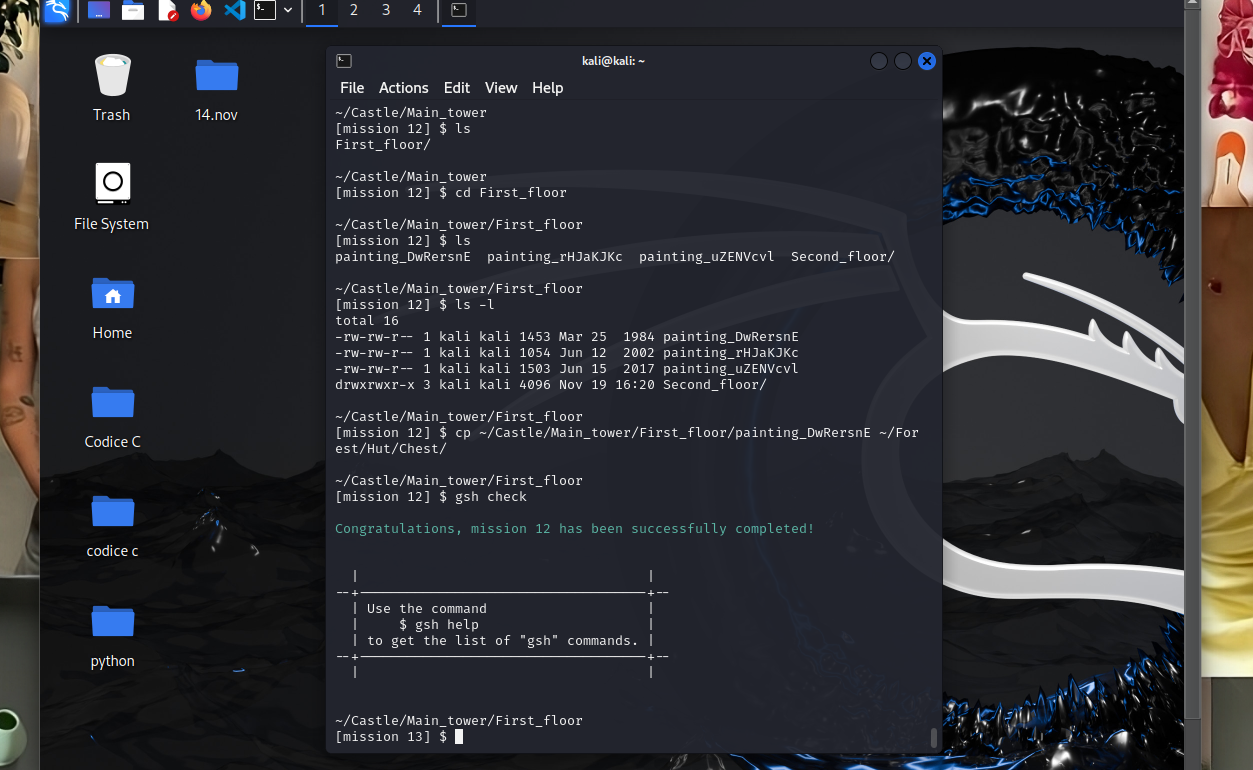 1 2 3 4
kali@kali: ~
File Actions Edit View Help
Trash
14.nov
File System
Home
Codice C
codice c
python
~/Castle/Main_tower
[mission 12] $ ls
First_floor/
~/Castle/Main_tower
[mission 12] $ cd First_floor
~/Castle/Main_tower/First_floor
[mission 12] $ ls
painting_DwRersnE  painting_rHJaKJKc  painting_uZENVcvl  Second_floor/
~/Castle/Main_tower/First_floor
[mission 12] $ ls -l
total 16
-rw-rw-r-- 1 kali kali 1453 Mar 25  1984 painting_DwRersnE
-rw-rw-r-- 1 kali kali 1054 Jun 12  2002 painting_rHJaKJKc
-rw-rw-r-- 1 kali kali 1503 Jun 15  2017 painting_uZENVcvl
drwxrwxr-x 3 kali kali 4096 Nov 19 16:20 Second_floor/
~/Castle/Main_tower/First_floor
[mission 12] $ cp ~/Castle/Main_tower/First_floor/painting_DwRersnE ~/For
est/Hut/Chest/
~/Castle/Main_tower/First_floor
[mission 12] $ gsh check
Congratulations, mission 12 has been successfully completed!
Use the command
$ gsh help
to get the list of "gsh" commands.
~/Castle/Main_tower/First_floor
[mission 13] $